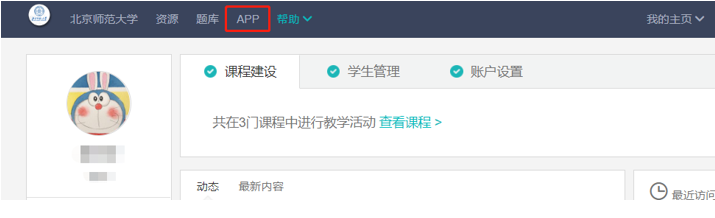 北京师范大学 资源 题库 APP 帮助 我的主页
课程建设 学生管理 账户设置
共在3门课程中进行教学活动 查看课程 >
动态 最新内容 最近访问